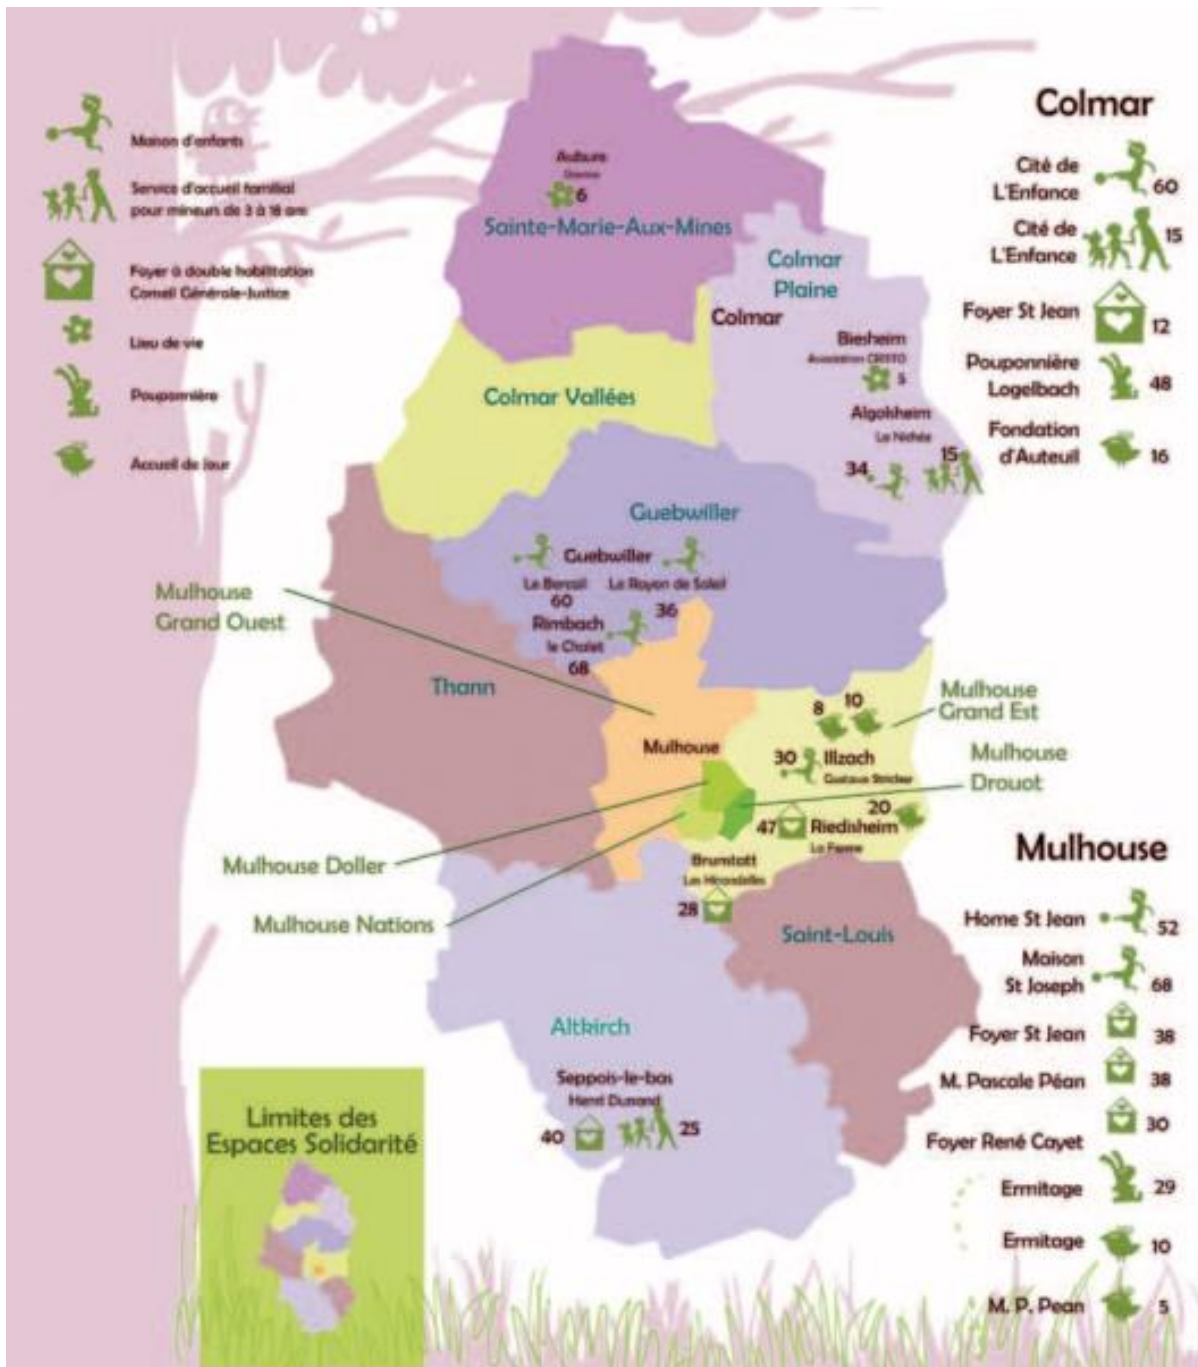 Maison d'enfants
Service d'accueil familial
pour mineurs de 3 à 18 ans
Foyer à double habilitation
Conseil Générale-Justice
Lieu de vie
Pouponnière
Accueil de jour
Aubure
6
Sainte-Marie-Aux-Mines
Colmar
Plaine
Colmar
Biesheim
Association CRISTO
5
Algolsheim
La Nichée
34
15
Colmar Vallées
Guebwiller
Guebwiller
Le Bercail
60
Le Rayon de Soleil
36
Rimbach
le Chalet
68
Mulhouse
Grand Ouest
Thann
Mulhouse
8
10
Mulhouse
Grand Est
30
Illzach
Gustave Stricker
Mulhouse
Drouot
20
47
Riedisheim
La Ferme
Mulhouse Doller
Mulhouse Nations
Brunstatt
Les Hirondelles
28
Saint-Louis
Altkirch
Seppois-le-bas
Henri Dunand
40
25
Limites des
Espaces Solidarité
Colmar
Cité de
L'Enfance
60
Cité de
L'Enfance
15
Foyer St Jean
12
Pouponnière
Logelbach
48
Fondation
d'Auteuil
16
Mulhouse
Home St Jean
52
Maison
St Joseph
68
Foyer St Jean
38
M. Pascale Péan
38
Foyer René Cayet
30
Ermitage
29
Ermitage
10
M. P. Pean
5